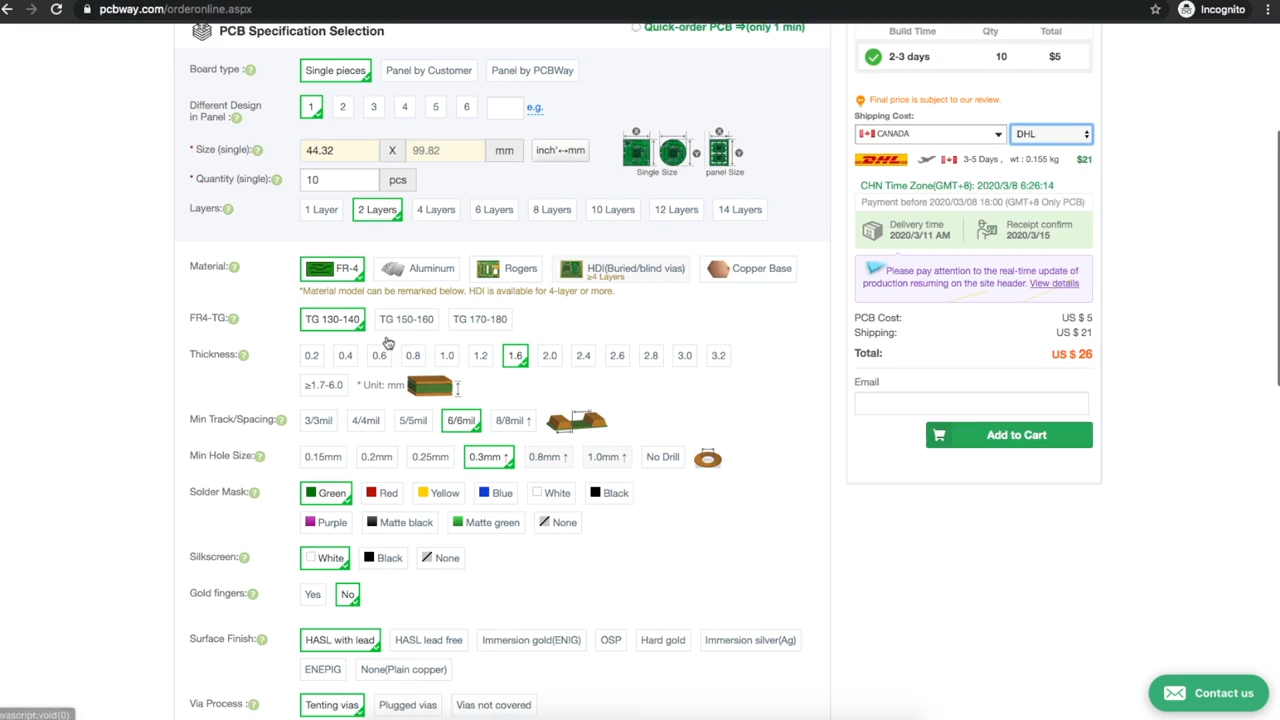 pcbway.com/orderonline.aspx
Incognito
PCB Specification Selection
Quick-order PCB ⇒(only 1 min)
Board type :?
Single pieces
Panel by Customer
Panel by PCBWay
Different Design
in Panel :?
1
2
3
4
5
6
e.g.
* Size (single):?
44.32
X
99.82
mm
inch'↔mm
X
Y
X
Y
Single Size
panel Size
* Quantity (single):?
10
pcs
Layers:?
1 Layer
2 Layers
4 Layers
6 Layers
8 Layers
10 Layers
12 Layers
14 Layers
Material:?
FR-4
Aluminum
Rogers
HDI(Buried/blind vias)
≥4 Layers
Copper Base
*Material model can be remarked below. HDI is available for 4-layer or more.
FR4-TG:?
TG 130-140
TG 150-160
TG 170-180
Thickness:?
0.2
0.4
0.6
0.8
1.0
1.2
1.6
2.0
2.4
2.6
2.8
3.0
3.2
≥1.7-6.0
* Unit: mm
Min Track/Spacing:?
3/3mil
4/4mil
5/5mil
6/6mil
8/8mil ↑
Min Hole Size:?
0.15mm
0.2mm
0.25mm
0.3mm ↑
0.8mm ↑
1.0mm ↑
No Drill
Solder Mask:?
Green
Red
Yellow
Blue
White
Black
Purple
Matte black
Matte green
None
Silkscreen:?
White
Black
None
Gold fingers:?
Yes
No
Surface Finish:?
HASL with lead
HASL lead free
Immersion gold(ENIG)
OSP
Hard gold
Immersion silver(Ag)
ENEPIG
None(Plain copper)
Via Process :?
Tenting vias
Plugged vias
Vias not covered
Build Time
Qty
Total
2-3 days
10
$5
Final price is subject to our review.
Shipping Cost:
CANADA
DHL
DHL
3-5 Days , wt : 0.155 kg
$21
CHN Time Zone(GMT+8): 2020/3/8 6:26:14
Payment before 2020/03/08 18:00 (GMT+8 Only PCB)
Delivery time
2020/3/11 AM
Receipt confirm
2020/3/15
Please pay attention to the real-time update of
production resuming on the site header. View details
PCB Cost:
US $ 5
Shipping:
US $ 21
Total:
US $ 26
Email
Add to Cart
Contact us
vascript:void(0)